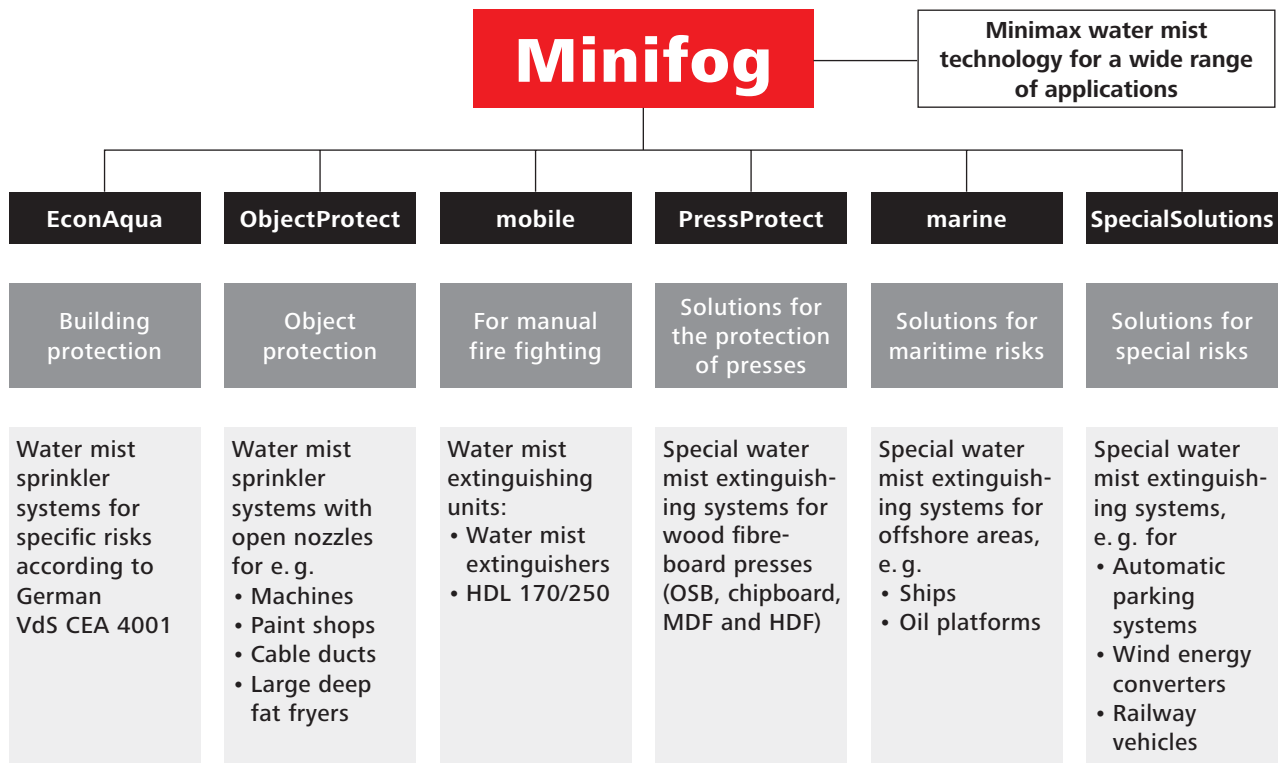 Minifog
Minimax water mist
technology for a wide range
of applications
EconAqua
ObjectProtect
mobile
PressProtect
marine
SpecialSolutions
Building
protection
Object
protection
For manual
fire fighting
Solutions for
the protection
of presses
Solutions for
maritime risks
Solutions for
special risks
Water mist
sprinkler
systems for
specific risks
according to
German
VdS CEA 4001
Water mist
sprinkler
systems with
open nozzles
for e. g.
• Machines
• Paint shops
• Cable ducts
• Large deep
fat fryers
Water mist
extinguishing
units:
• Water mist
extinguishers
• HDL 170/250
Special water
mist extinguish-
ing systems for
wood fibre-
board presses
(OSB, chipboard,
MDF and HDF)
Special water
mist extinguish-
ing systems for
offshore areas,
e. g.
• Ships
• Oil platforms
Special water
mist extinguish-
ing systems,
e. g. for
• Automatic
parking
systems
• Wind energy
converters
• Railway
vehicles